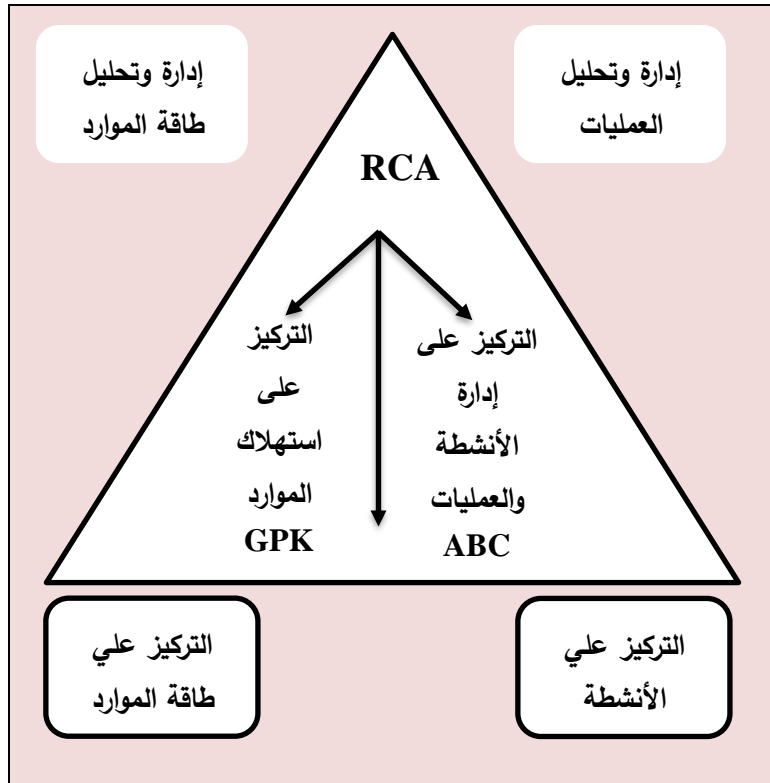 إدارة وتحليل
العمليات
إدارة وتحليل
طاقة الموارد
RCA
التركيز على
إدارة
الأنشطة
والعمليات
ABC
التركيز
على
استهلاك
الموارد
GPK
التركيز علي
الأنشطة
التركيز علي
طاقة الموارد